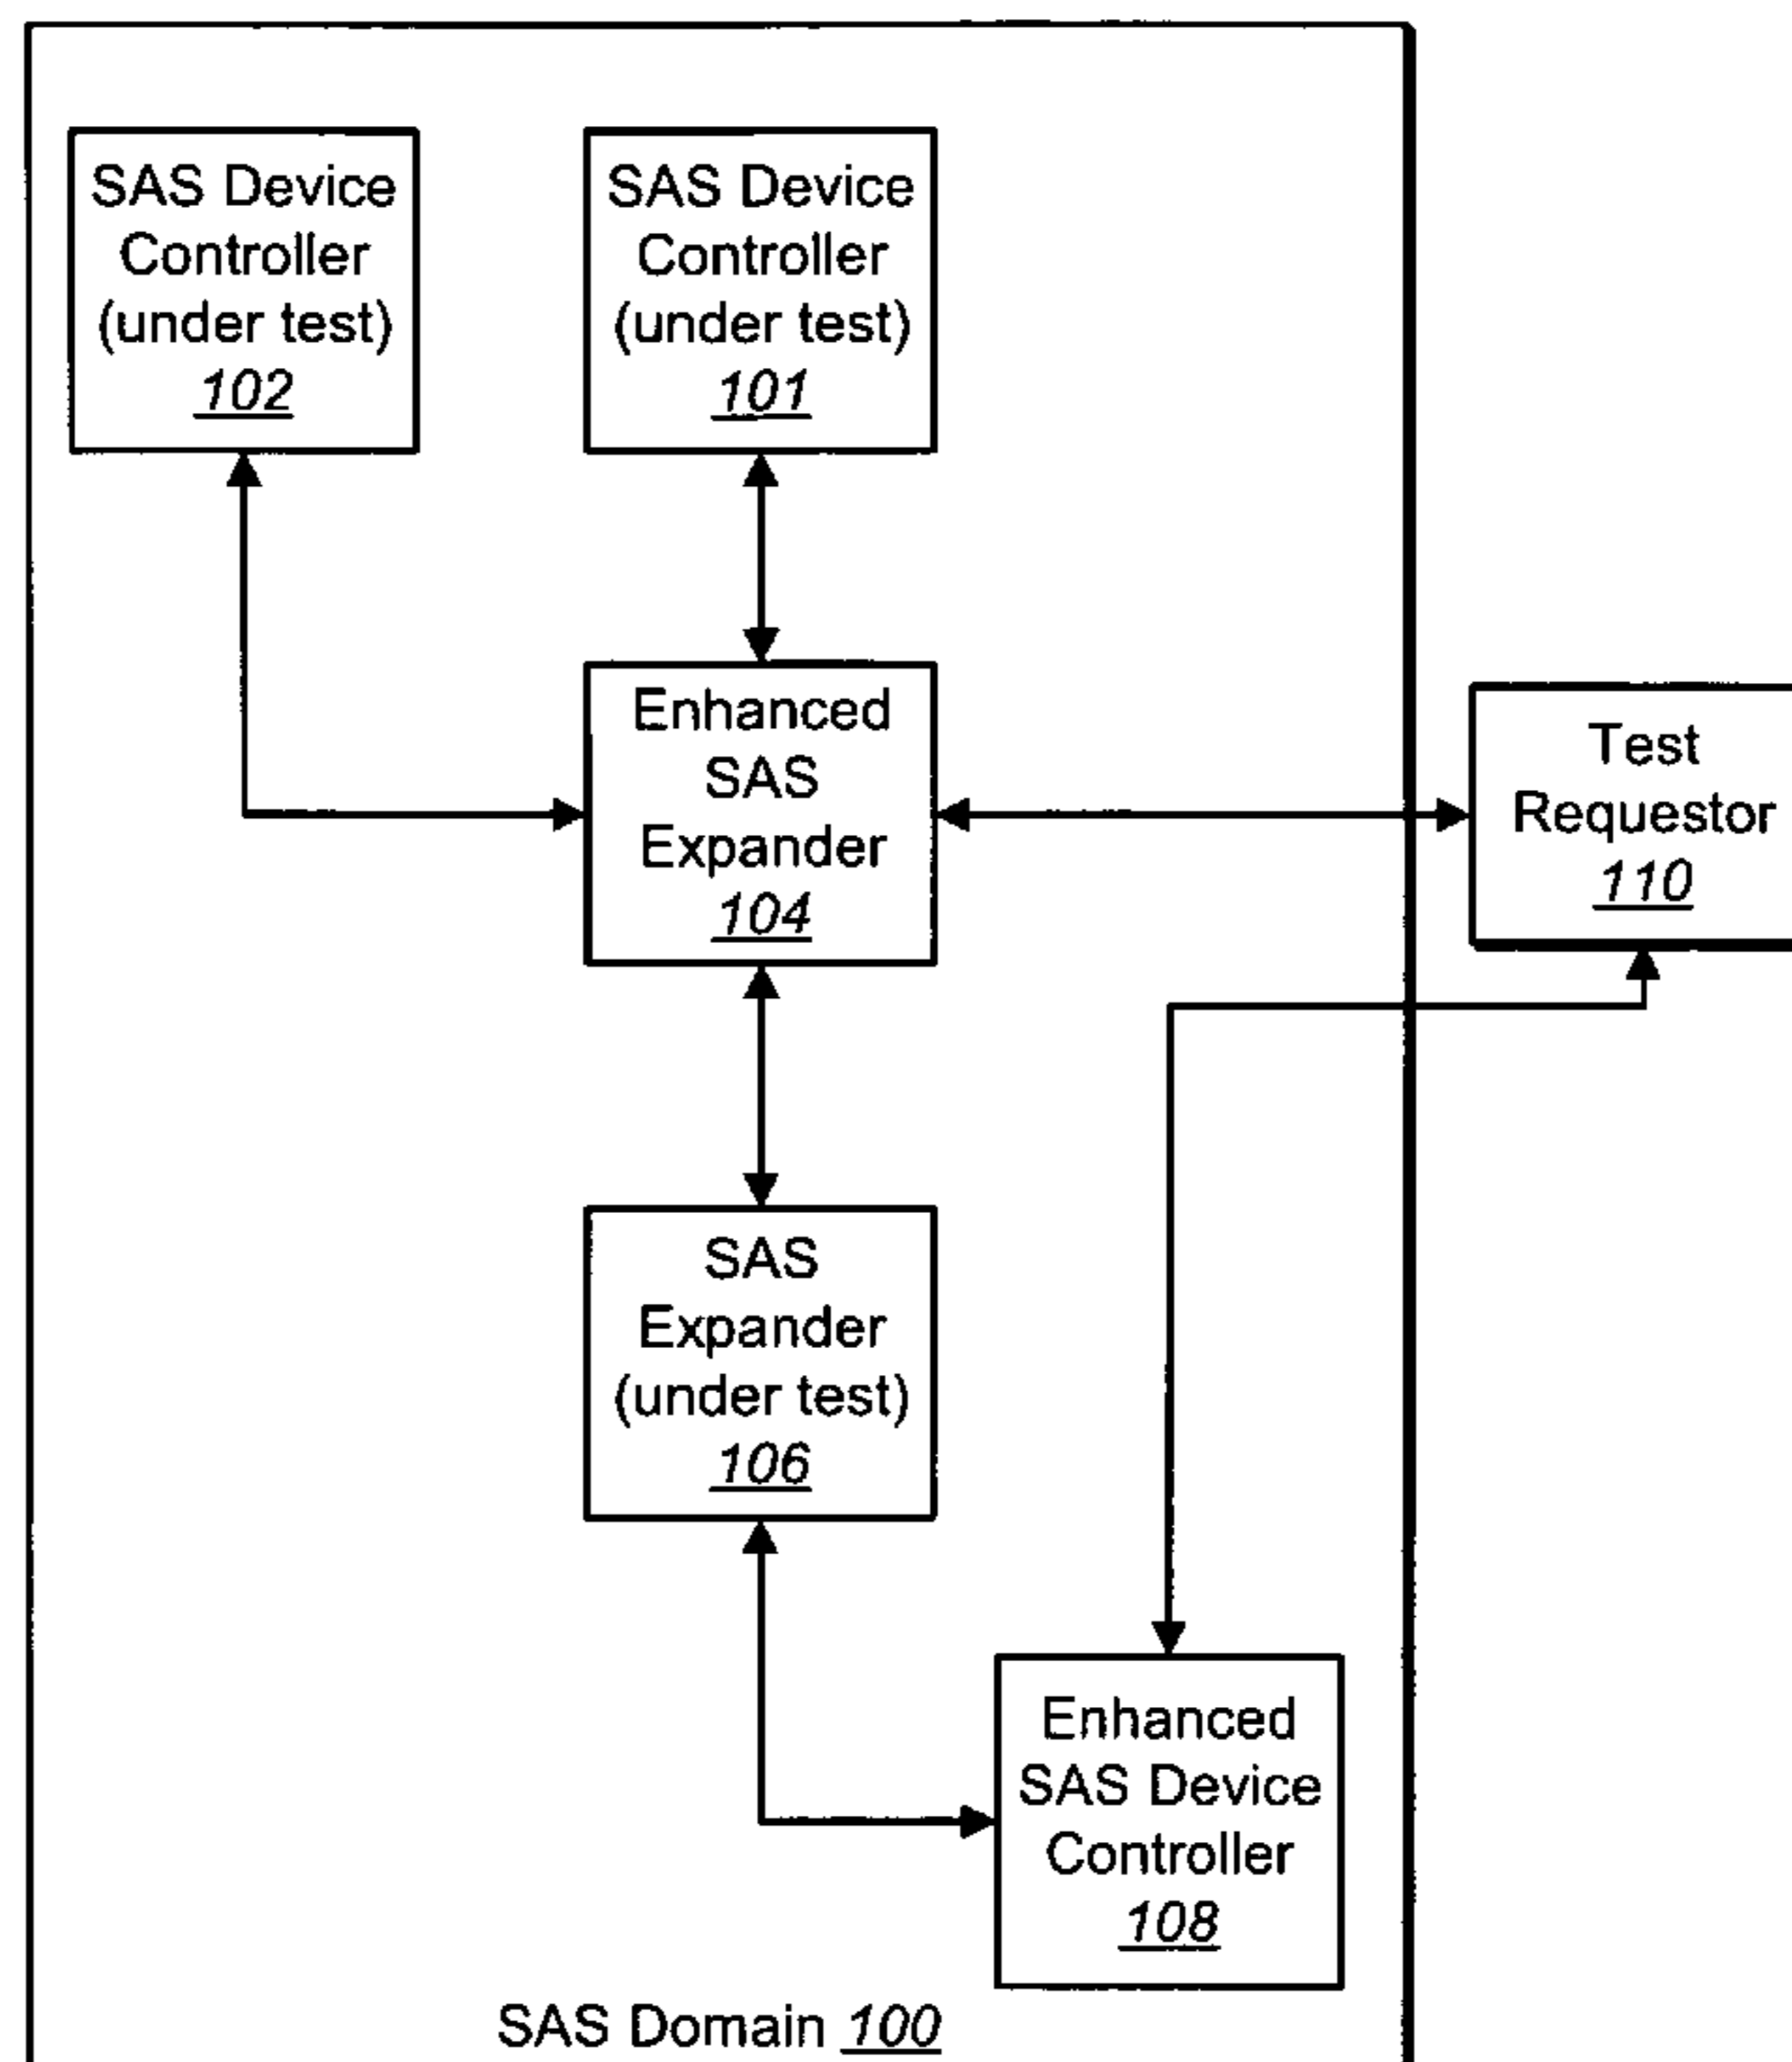 SAS Device
Controller
(under test)
102
SAS Device
Controller
(under test)
101
Enhanced
SAS
Expander
104
Test
Requestor
110
SAS
Expander
(under test)
106
Enhanced
SAS Device
Controller
108
SAS Domain 100